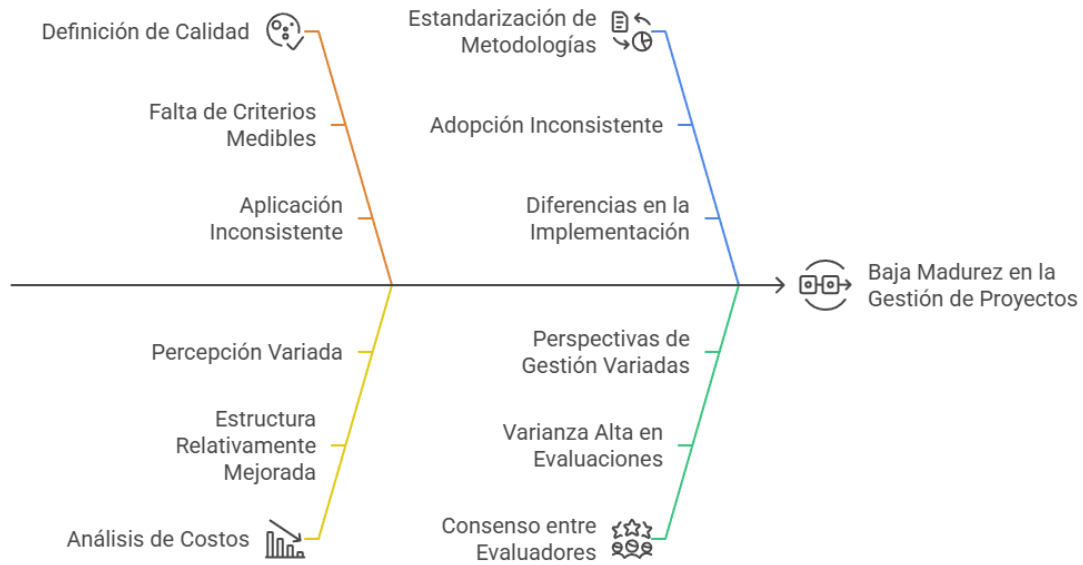 Definición de Calidad
Falta de Criterios
Medibles
Aplicación
Inconsistente
Estandarización de
Metodologías
Adopción Inconsistente
Diferencias en la
Implementación
Baja Madurez en la
Gestión de Proyectos
Percepción Variada
Estructura
Relativamente
Mejorada
Análisis de Costos
Perspectivas de
Gestión Variadas
Varianza Alta en
Evaluaciones
Consenso entre
Evaluadores